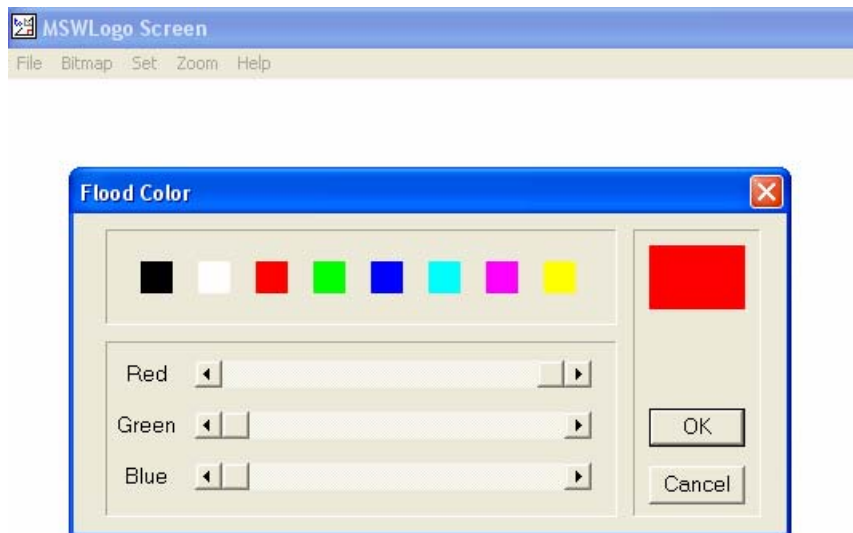 MSWLogo Screen
File Bitmap Set Zoom Help
Flood Color
Red
Green
Blue
OK
Cancel